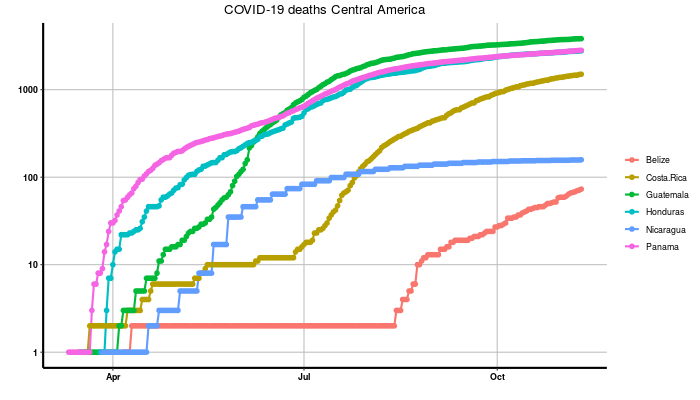 COVID-19 deaths Central America
1000
100
10
1
Apr
Jul
Oct
Belize
Costa.Rica
Guatemala
Honduras
Nicaragua
Panama